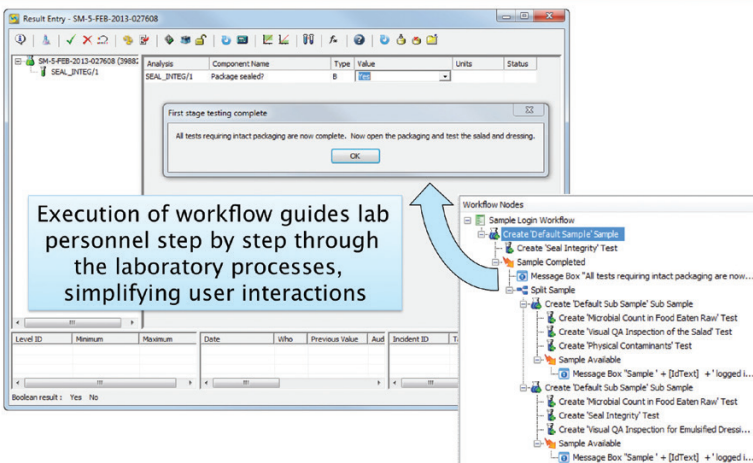 Result Entry - SM-5-FEB-2013-027608
SM-5-FEB-2013-027608 (3988
SEAL_INTEG/1
Analysis Component Name Type Value Units Status
SEAL_INTEG/1 Package sealed? B Yes
First stage testing complete
All tests requiring intact packaging are now complete. Now open the packaging and test the salad and dressing.
OK
Execution of workflow guides lab
personnel step by step through
the laboratory processes,
simplifying user interactions
Workflow Nodes
Sample Login Workflow
Create 'Default Sample' Sample
Create 'Seal Integrity' Test
Sample Completed
Message Box "All tests requiring intact packaging are now...
Split Sample
Create 'Default Sub Sample' Sub Sample
Create 'Microbial Count in Food Eaten Raw' Test
Create 'Visual QA Inspection of the Salad' Test
Create 'Physical Contaminants' Test
Sample Available
Message Box "Sample ' + [IdText] + ' logged i...
Create 'Default Sub Sample' Sub Sample
Create 'Microbial Count in Food Eaten Raw' Test
Create 'Seal Integrity' Test
Create 'Visual QA Inspection for Emulsified Dressi...
Sample Available
Message Box "Sample ' + [IdText] + ' logged i...
Level ID Minimum Maximum Date Who Previous Value Aud Incident ID
Boolean result : Yes No